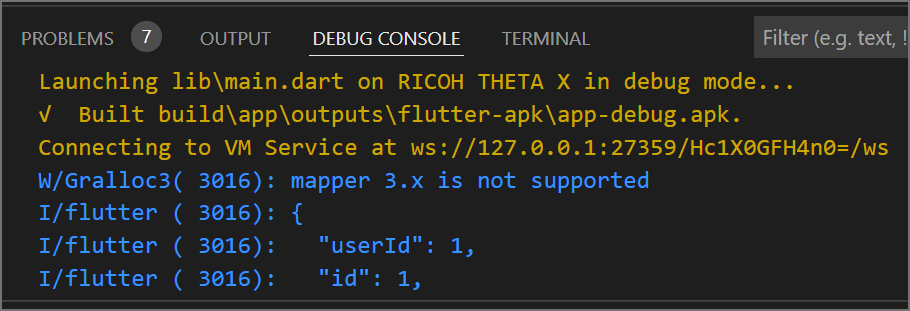 PROBLEMS 7 OUTPUT DEBUG CONSOLE TERMINAL Filter (e.g. text, !
Launching lib\main.dart on RICOH THETA X in debug mode...
√  Built build\app\outputs\flutter-apk\app-debug.apk.
Connecting to VM Service at ws://127.0.0.1:27359/Hc1X0GFH4n0=/ws
W/Gralloc3( 3016): mapper 3.x is not supported
I/flutter ( 3016): {
I/flutter ( 3016):   "userId": 1,
I/flutter ( 3016):   "id": 1,